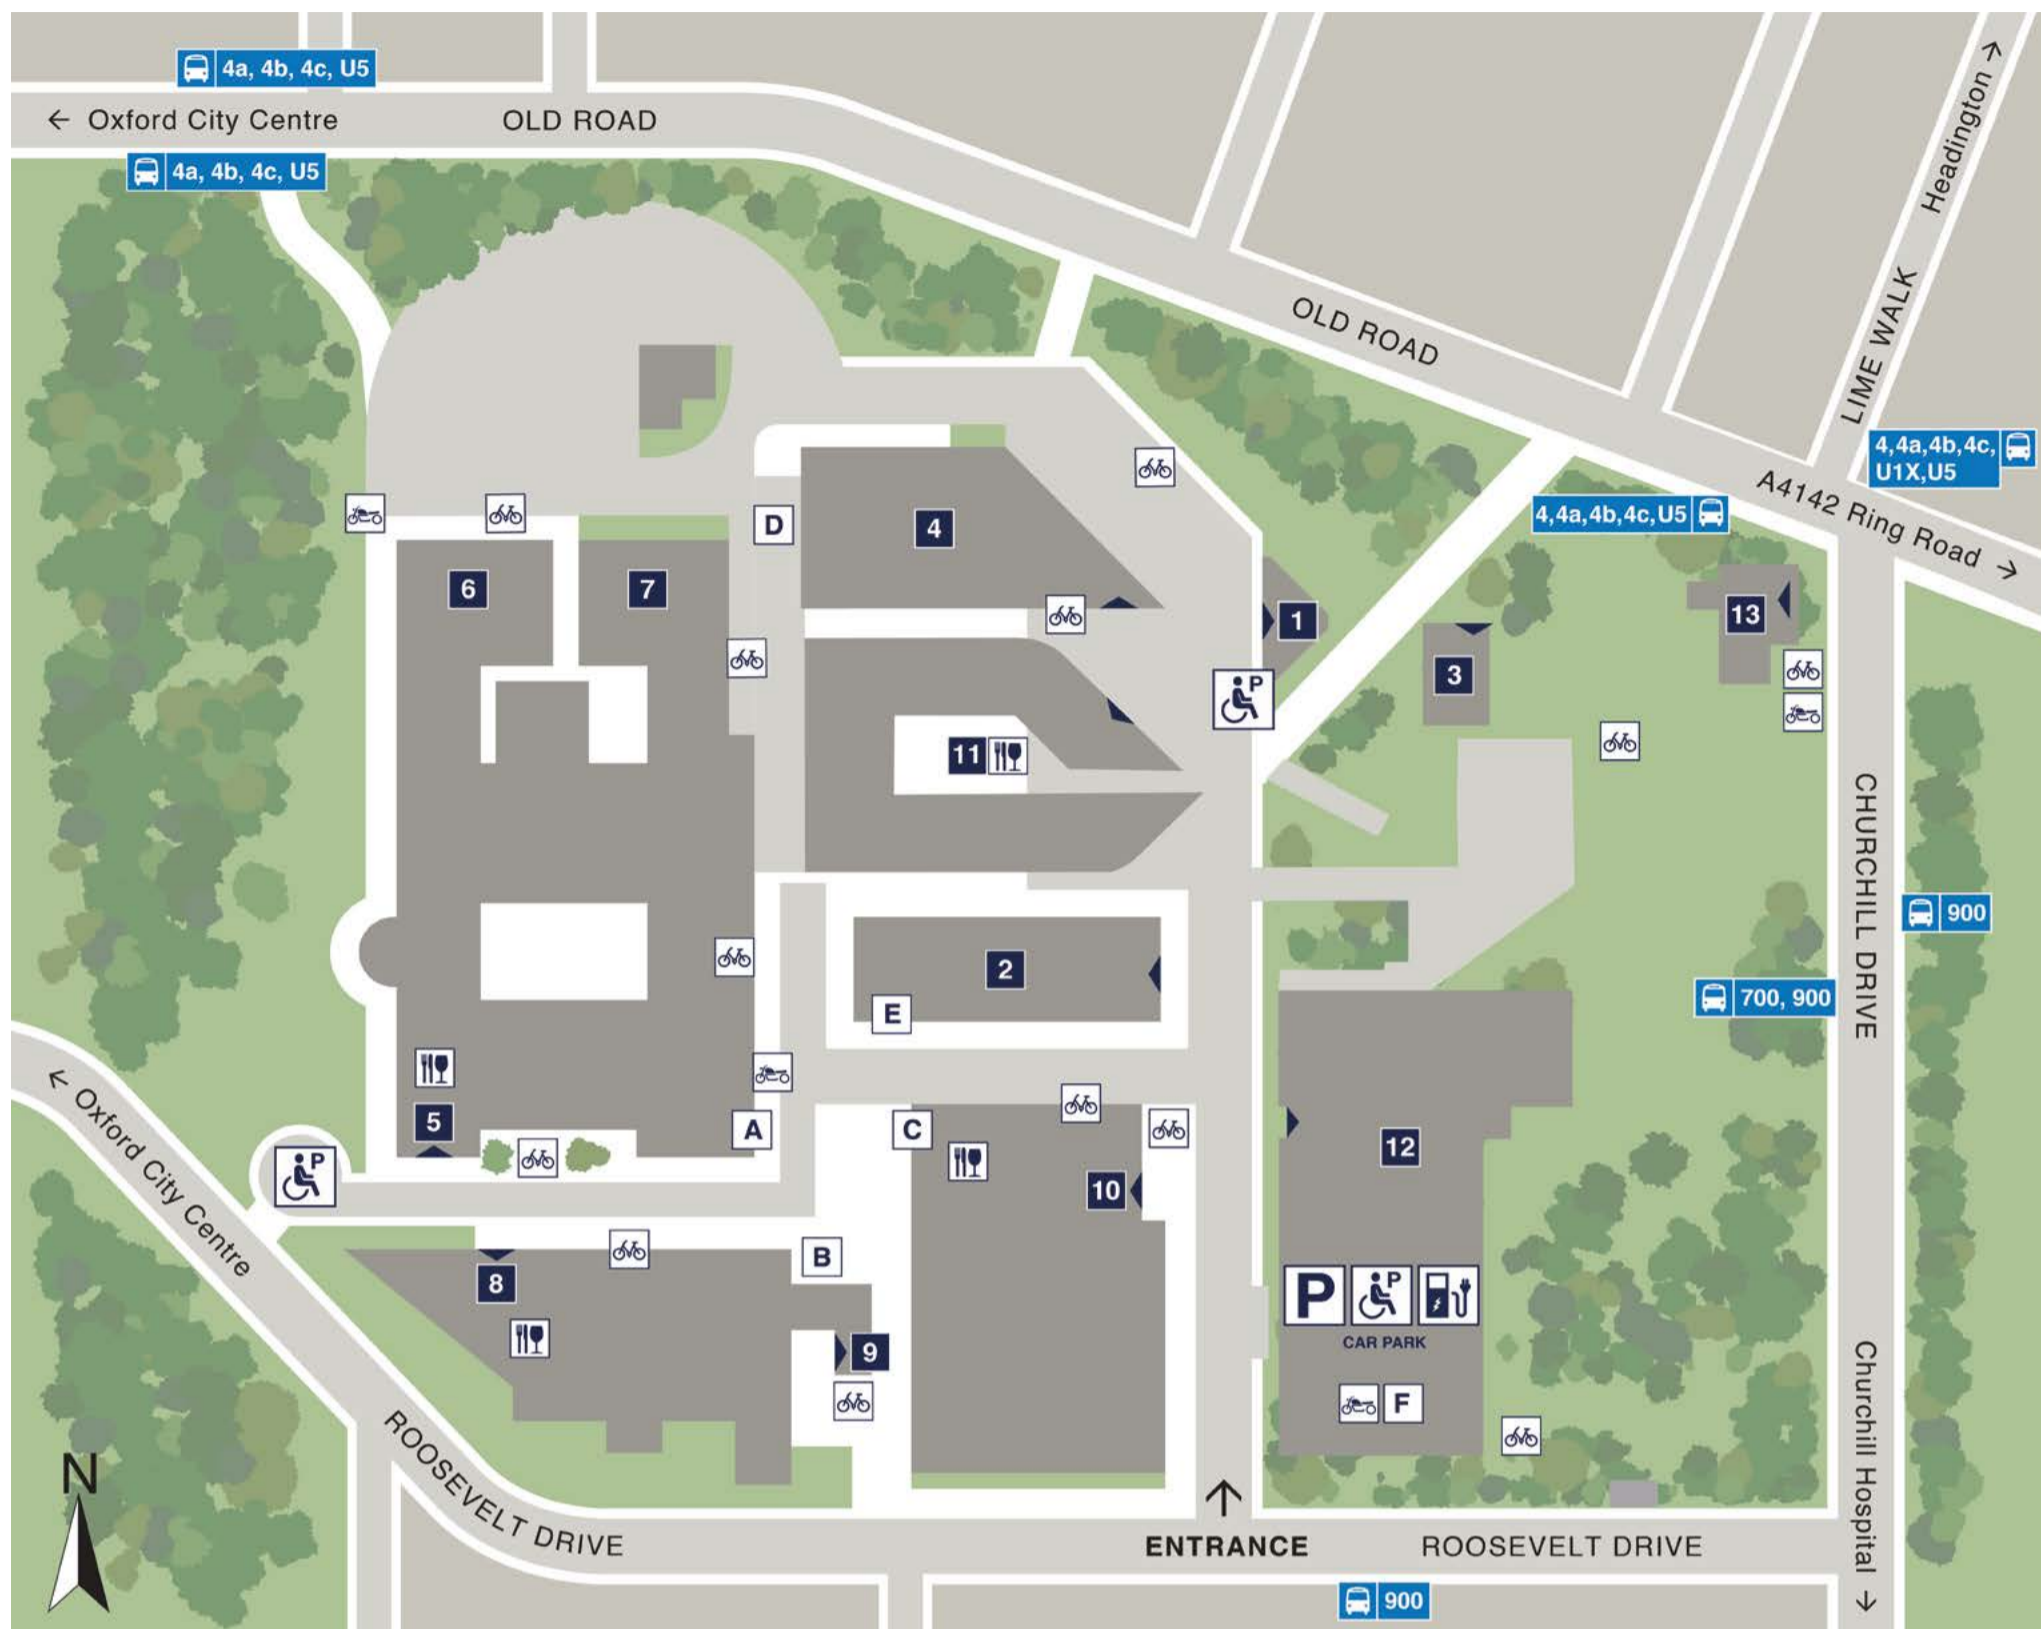 4a, 4b, 4c, U5
← Oxford City Centre
OLD ROAD
4a, 4b, 4c, U5
Headington →
OLD ROAD
LIME WALK
4,4a,4b,4c,
U1X,U5
A4142 Ring Road →
4,4a,4b,4c,U5
D
4
6
7
1
13
3
P
11
CHURCHILL DRIVE
900
2
700, 900
E
← Oxford City Centre
5
A
C
12
P
10
B
8
P
P
CAR PARK
9
F
Churchill Hospital →
N
ROOSEVELT DRIVE
↑
ENTRANCE
ROOSEVELT DRIVE
900